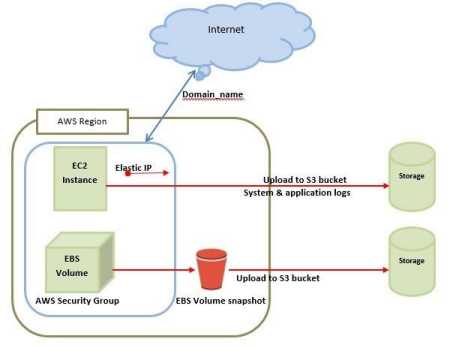 Internet
Domain_name
AWS Region
EC2
Instance
Elastic IP
Upload to S3 bucket
System & application logs
Storage
EBS
Volume
AWS Security Group
EBS Volume snapshot
Upload to S3 bucket
Storage